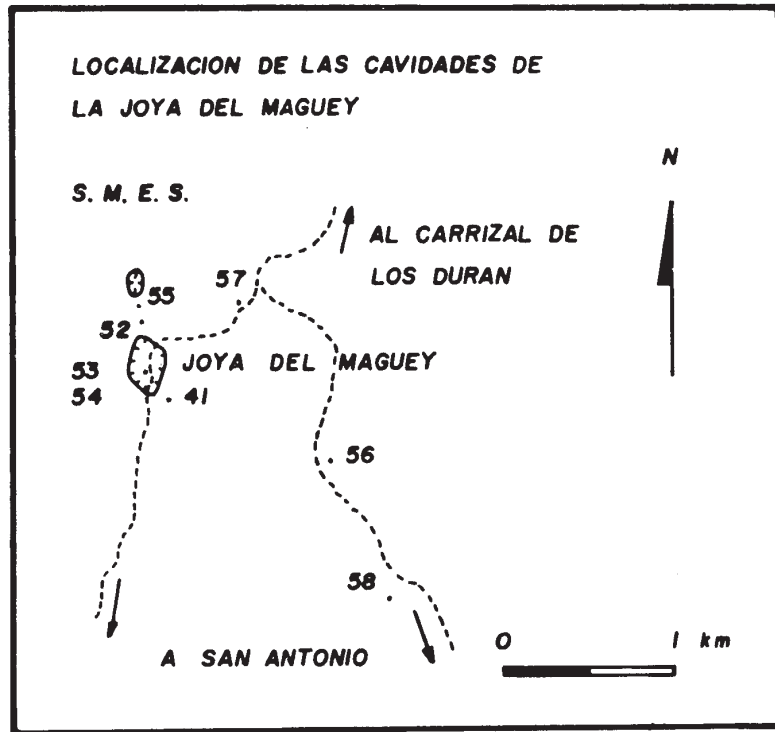 LOCALIZACION DE LAS CAVIDADES DE
LA JOYA DEL MAGUEY
N
S. M. E. S.
AL CARRIZAL DE
LOS DURAN
57
55
52
JOYA DEL MAGUEY
53
54
41
56
58
A SAN ANTONIO
0 1 km